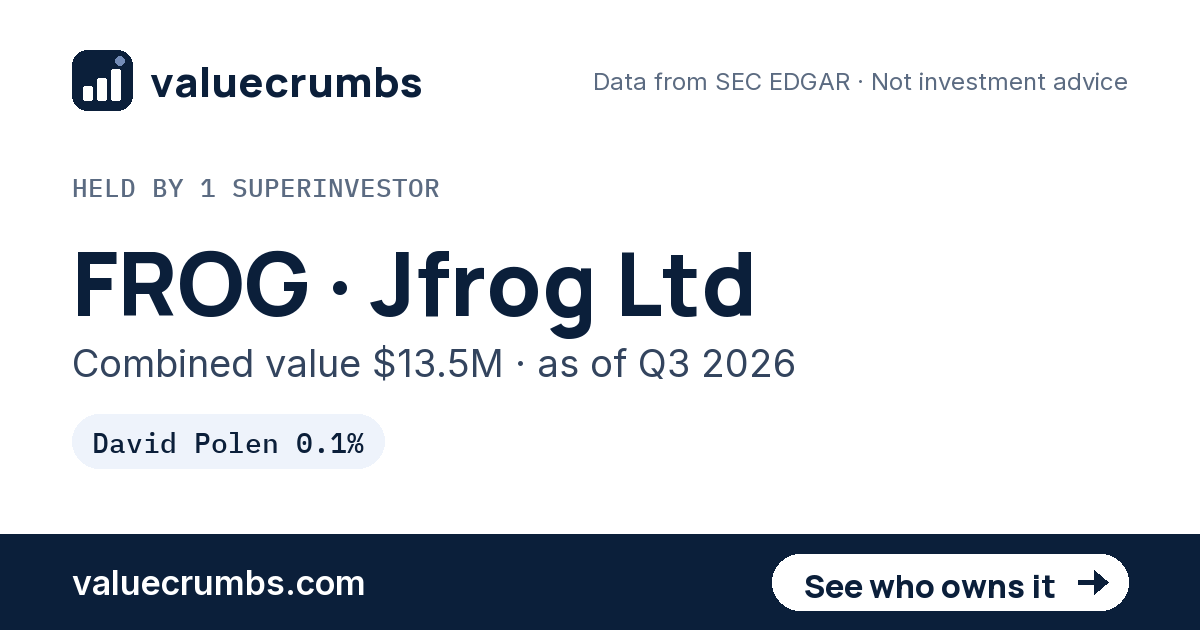 valuecrumbs
Data from SEC EDGAR · Not investment advice
HELD BY 1 SUPERINVESTOR
FROG · Jfrog Ltd
Combined value $13.5M · as of Q3 2026
David Polen 0.1%
valuecrumbs.com
See who owns it →